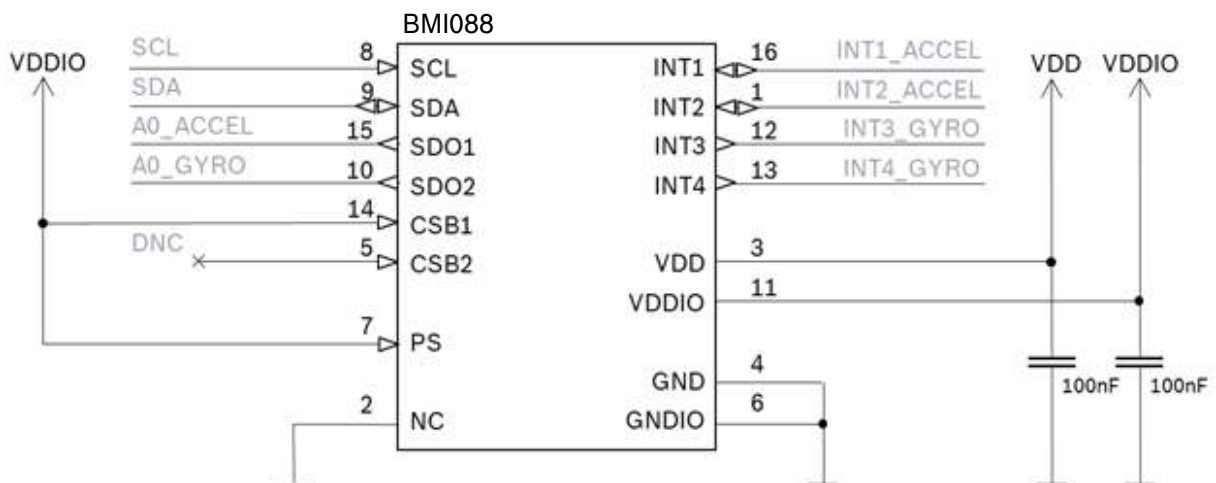 BMI088
VDDIO
SCL
8
SCL
SDA
9
SDA
A0_ACCEL
15
SDO1
A0_GYRO
10
SDO2
14
CSB1
DNC
5
CSB2
7
PS
2
NC
INT1
16
INT1_ACCEL
INT2
1
INT2_ACCEL
INT3
12
INT3_GYRO
INT4
13
INT4_GYRO
VDD
3
VDDIO
11
GND
4
GNDIO
6
VDD
VDDIO
100nF
100nF